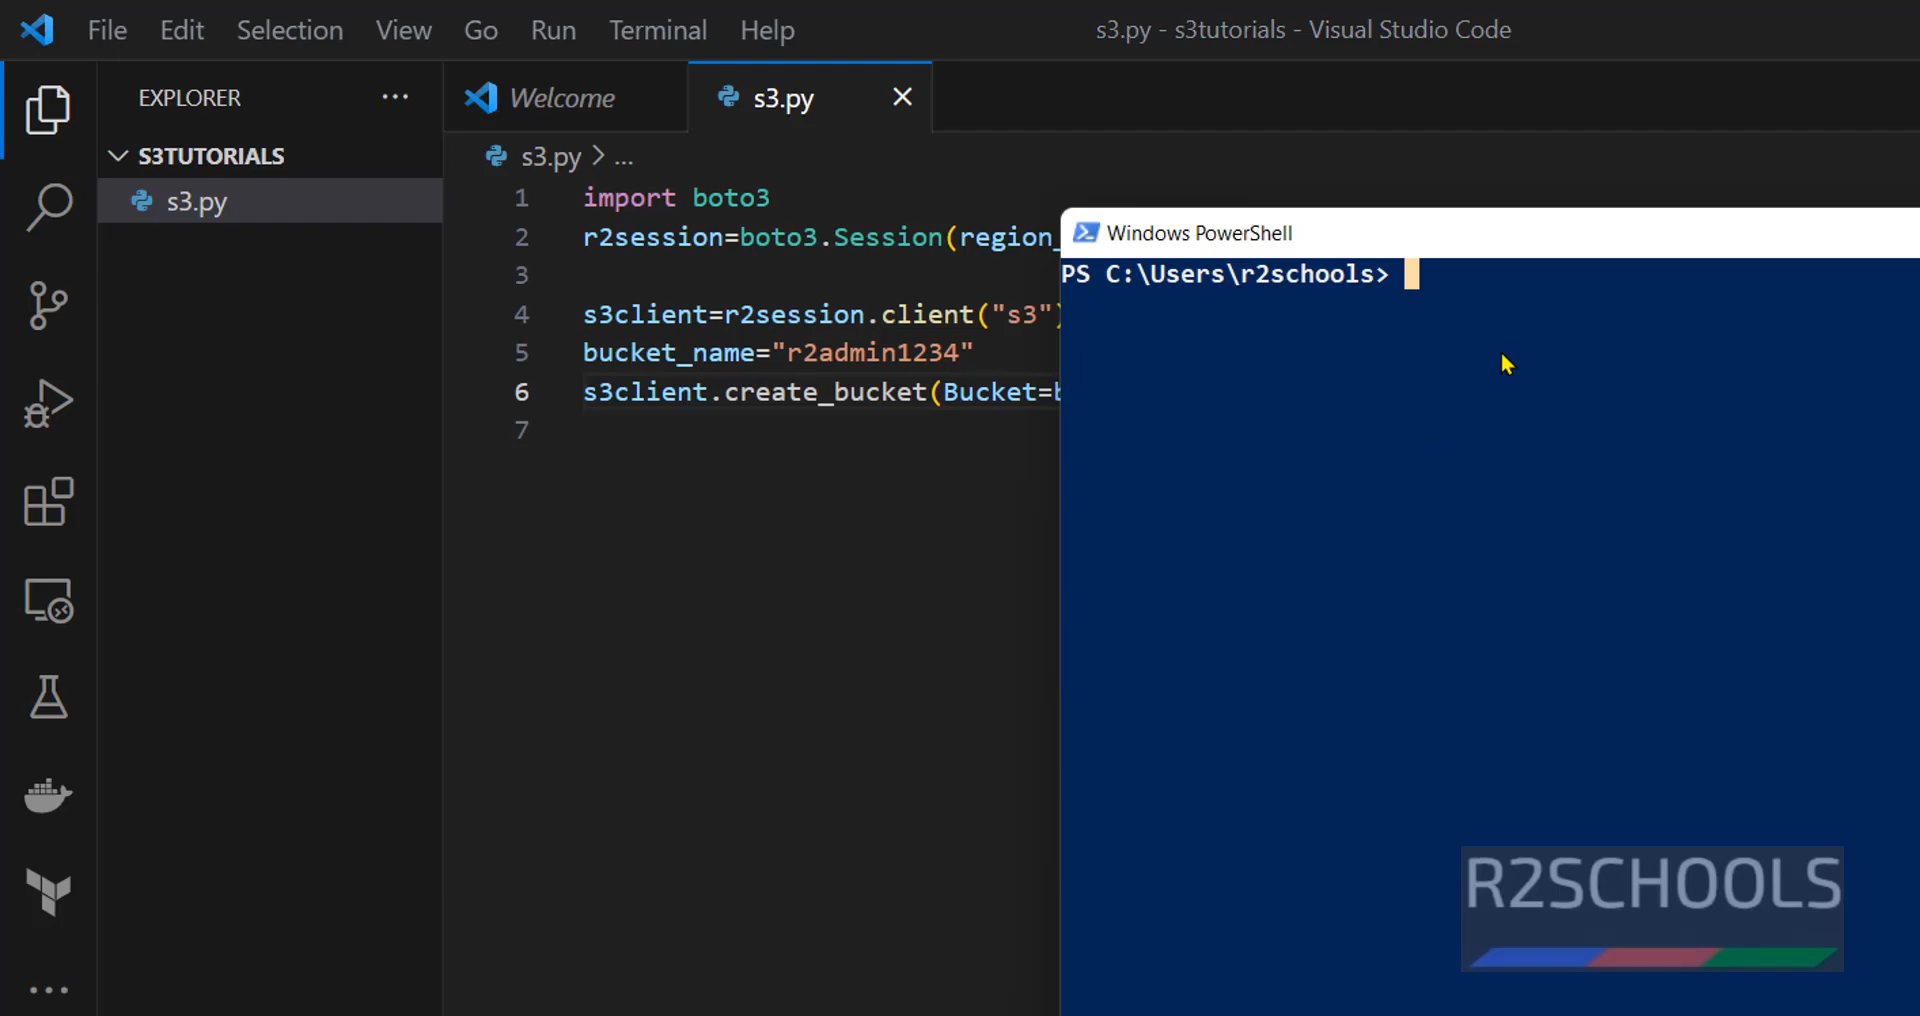 File Edit Selection View Go Run Terminal Help
s3.py - s3tutorials - Visual Studio Code
EXPLORER ...
S3TUTORIALS
s3.py
Welcome
s3.py
s3.py > ...
1 import boto3
2 r2session=boto3.Session(region_
3
4 s3client=r2session.client("s3")
5 bucket_name="r2admin1234"
6 s3client.create_bucket(Bucket=b
7
Windows PowerShell
PS C:\Users\r2schools>
R2SCHOOLS